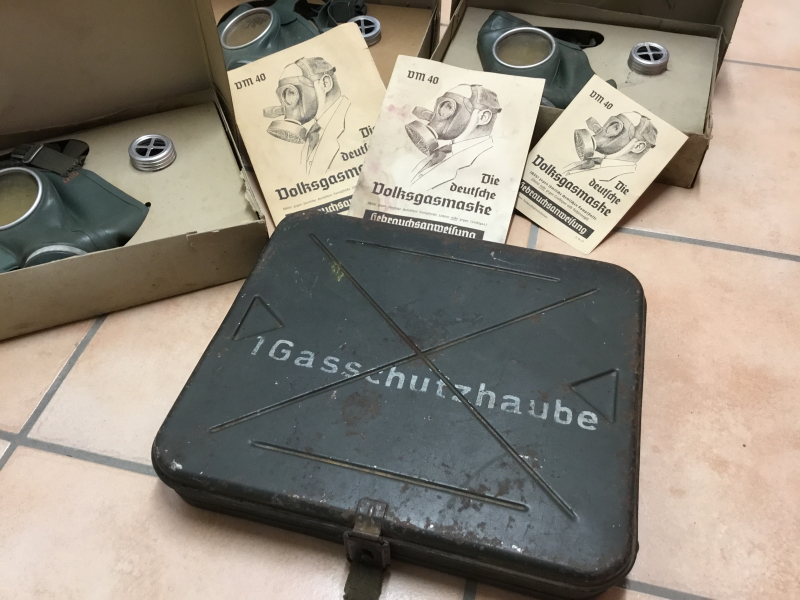 VM 40
Die
deutsche
Volksgasmaske
Gebrauchsanweisung
VM 40
Die
deutsche
Volksgasmaske
Gebrauchsanweisung
VM 40
Die
deutsche
Volksgasmaske
Gebrauchsanweisung
1 Gasschutzhaube